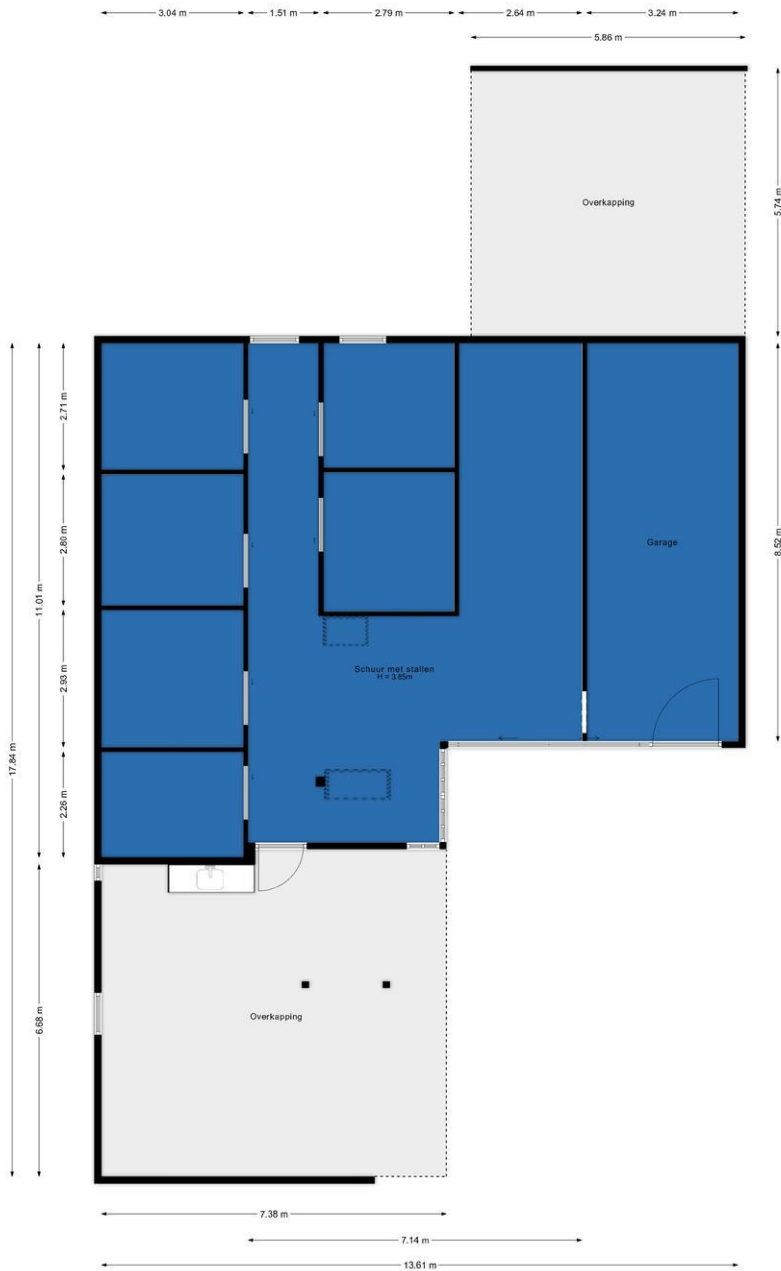 3.04 m
1.51 m
2.79 m
2.64 m
3.24 m
5.86 m
5.74 m
Overkapping
2.71 m
2.80 m
11.01 m
8.52 m
Garage
2.93 m
Schuur met stallen
H = 3.85m
17.84 m
2.26 m
6.68 m
Overkapping
7.38 m
7.14 m
13.61 m